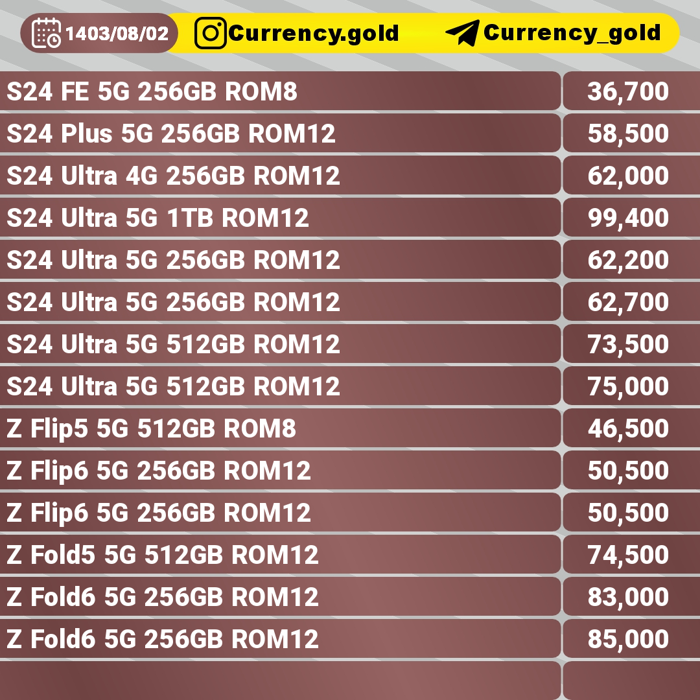 1403/08/02 Currency.gold Currency_gold
S24 FE 5G 256GB ROM8 36,700
S24 Plus 5G 256GB ROM12 58,500
S24 Ultra 4G 256GB ROM12 62,000
S24 Ultra 5G 1TB ROM12 99,400
S24 Ultra 5G 256GB ROM12 62,200
S24 Ultra 5G 256GB ROM12 62,700
S24 Ultra 5G 512GB ROM12 73,500
S24 Ultra 5G 512GB ROM12 75,000
Z Flip5 5G 512GB ROM8 46,500
Z Flip6 5G 256GB ROM12 50,500
Z Flip6 5G 256GB ROM12 50,500
Z Fold5 5G 512GB ROM12 74,500
Z Fold6 5G 256GB ROM12 83,000
Z Fold6 5G 256GB ROM12 85,000